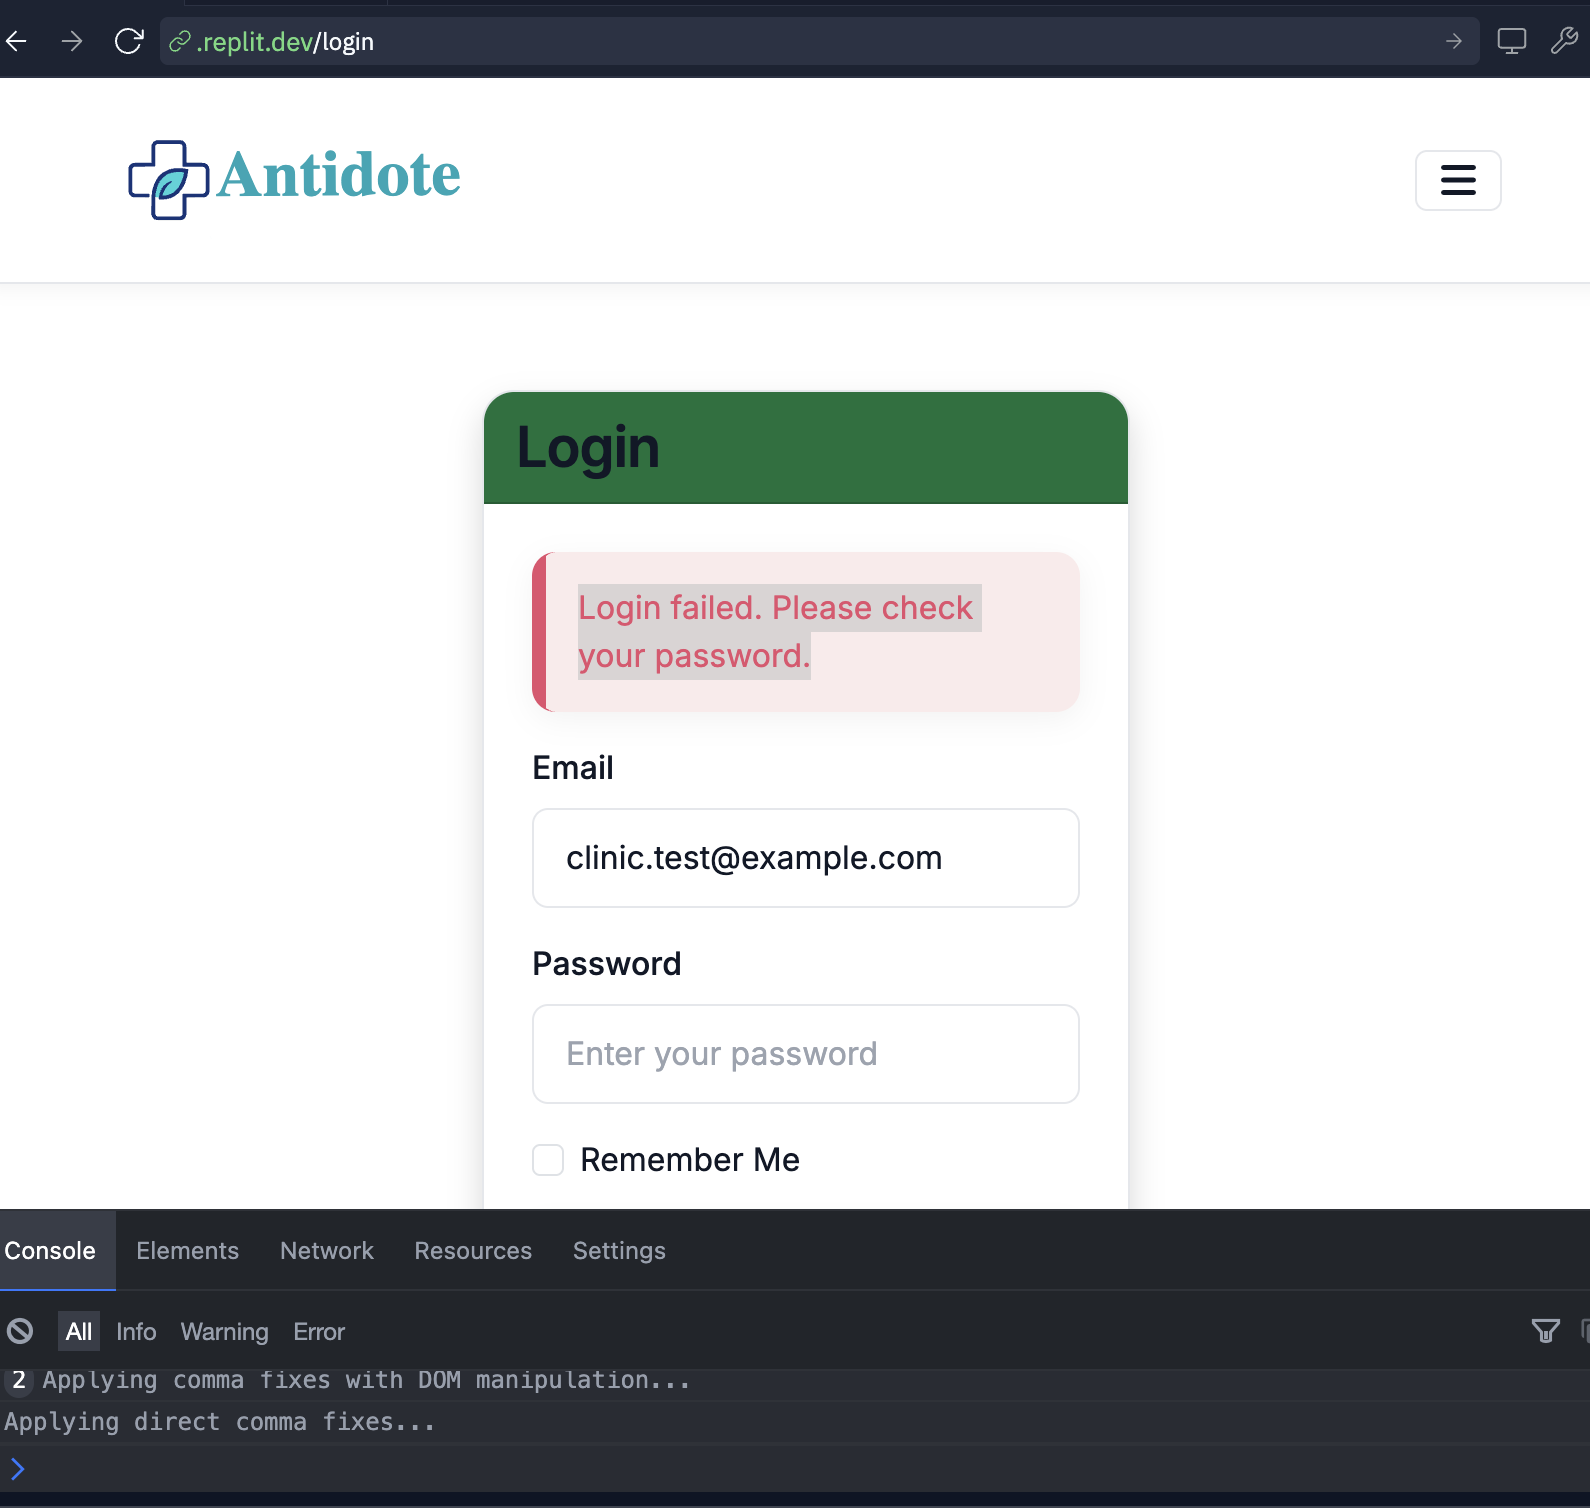 .replit.dev/login
Antidote
Login
Login failed. Please check
your password.
Email
clinic.test@example.com
Password
Enter your password
Remember Me
Console Elements Network Resources Settings
All Info Warning Error
2 Applying comma fixes with DOM manipulation...
Applying direct comma fixes...